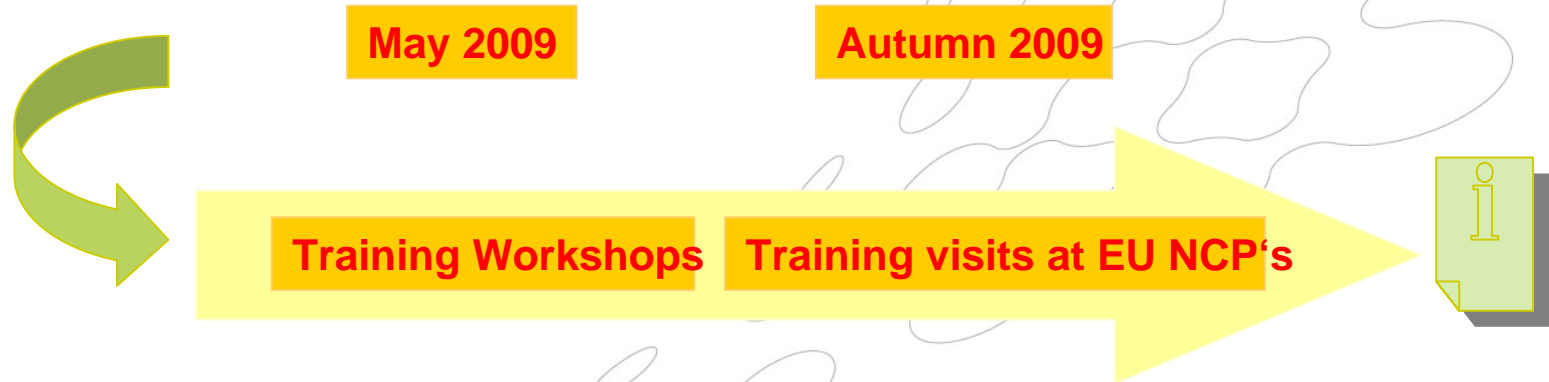 May 2009
Autumn 2009
Training Workshops
Training visits at EU NCP‘s
i